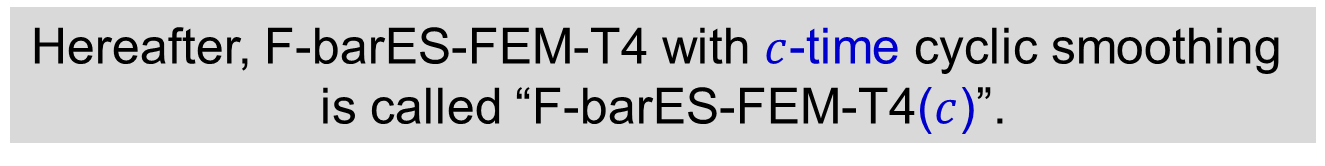 Hereafter, F-barES-FEM-T4 with c-time cyclic smoothing
is called “F-barES-FEM-T4(c)”.